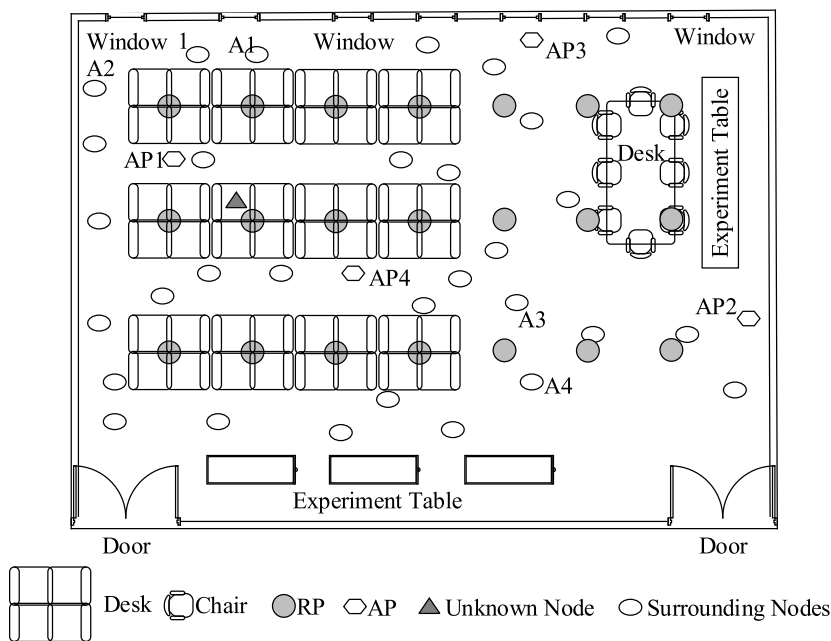 Window 1
A1
Window
AP3
Window
A2
AP1
Desk
Experiment Table
AP4
A3
AP2
A4
Experiment Table
Door
Door
Desk
Chair
RP
AP
Unknown Node
Surrounding Nodes